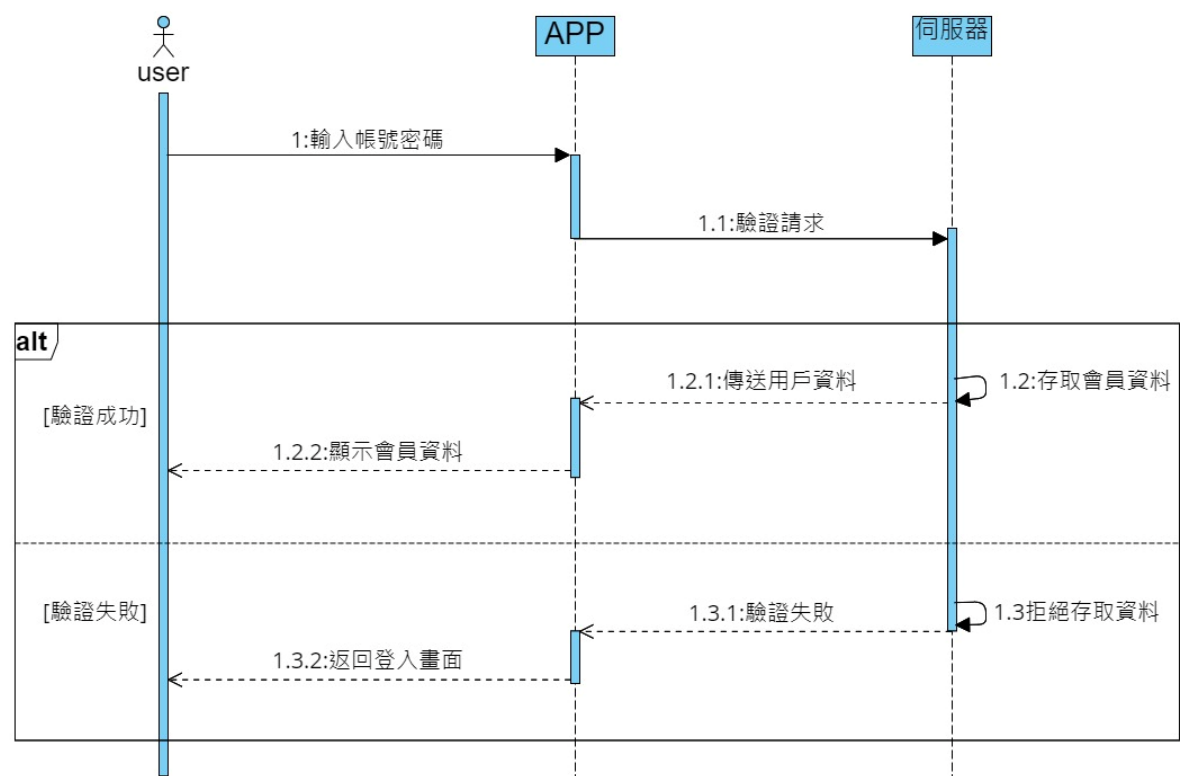 user
APP
伺服器
1:輸入帳號密碼
1.1:驗證請求
alt
[驗證成功]
1.2:存取會員資料
1.2.1:傳送用戶資料
1.2.2:顯示會員資料
[驗證失敗]
1.3拒絕存取資料
1.3.1:驗證失敗
1.3.2:返回登入畫面